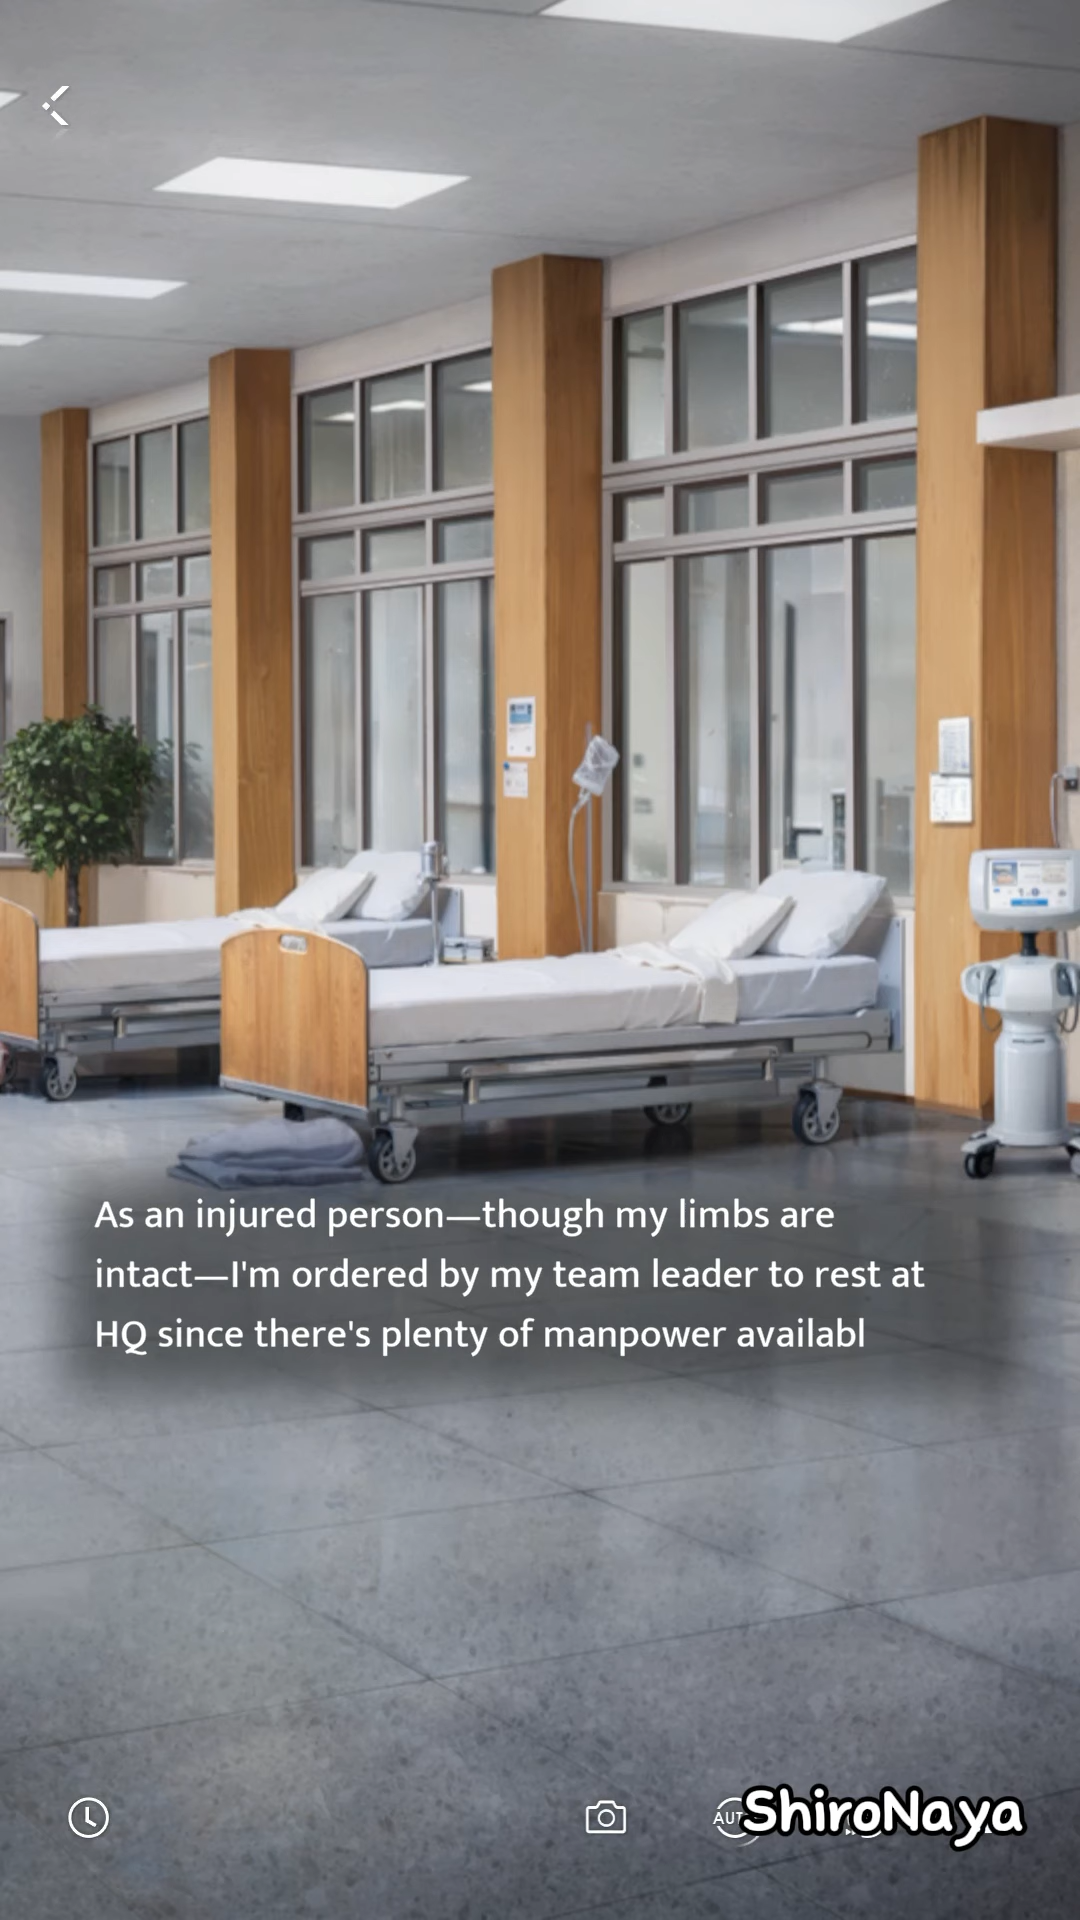 As an injured person—though my limbs are
intact—I'm ordered by my team leader to rest at
HQ since there's plenty of manpower availabl
AUT
ShiroNaya